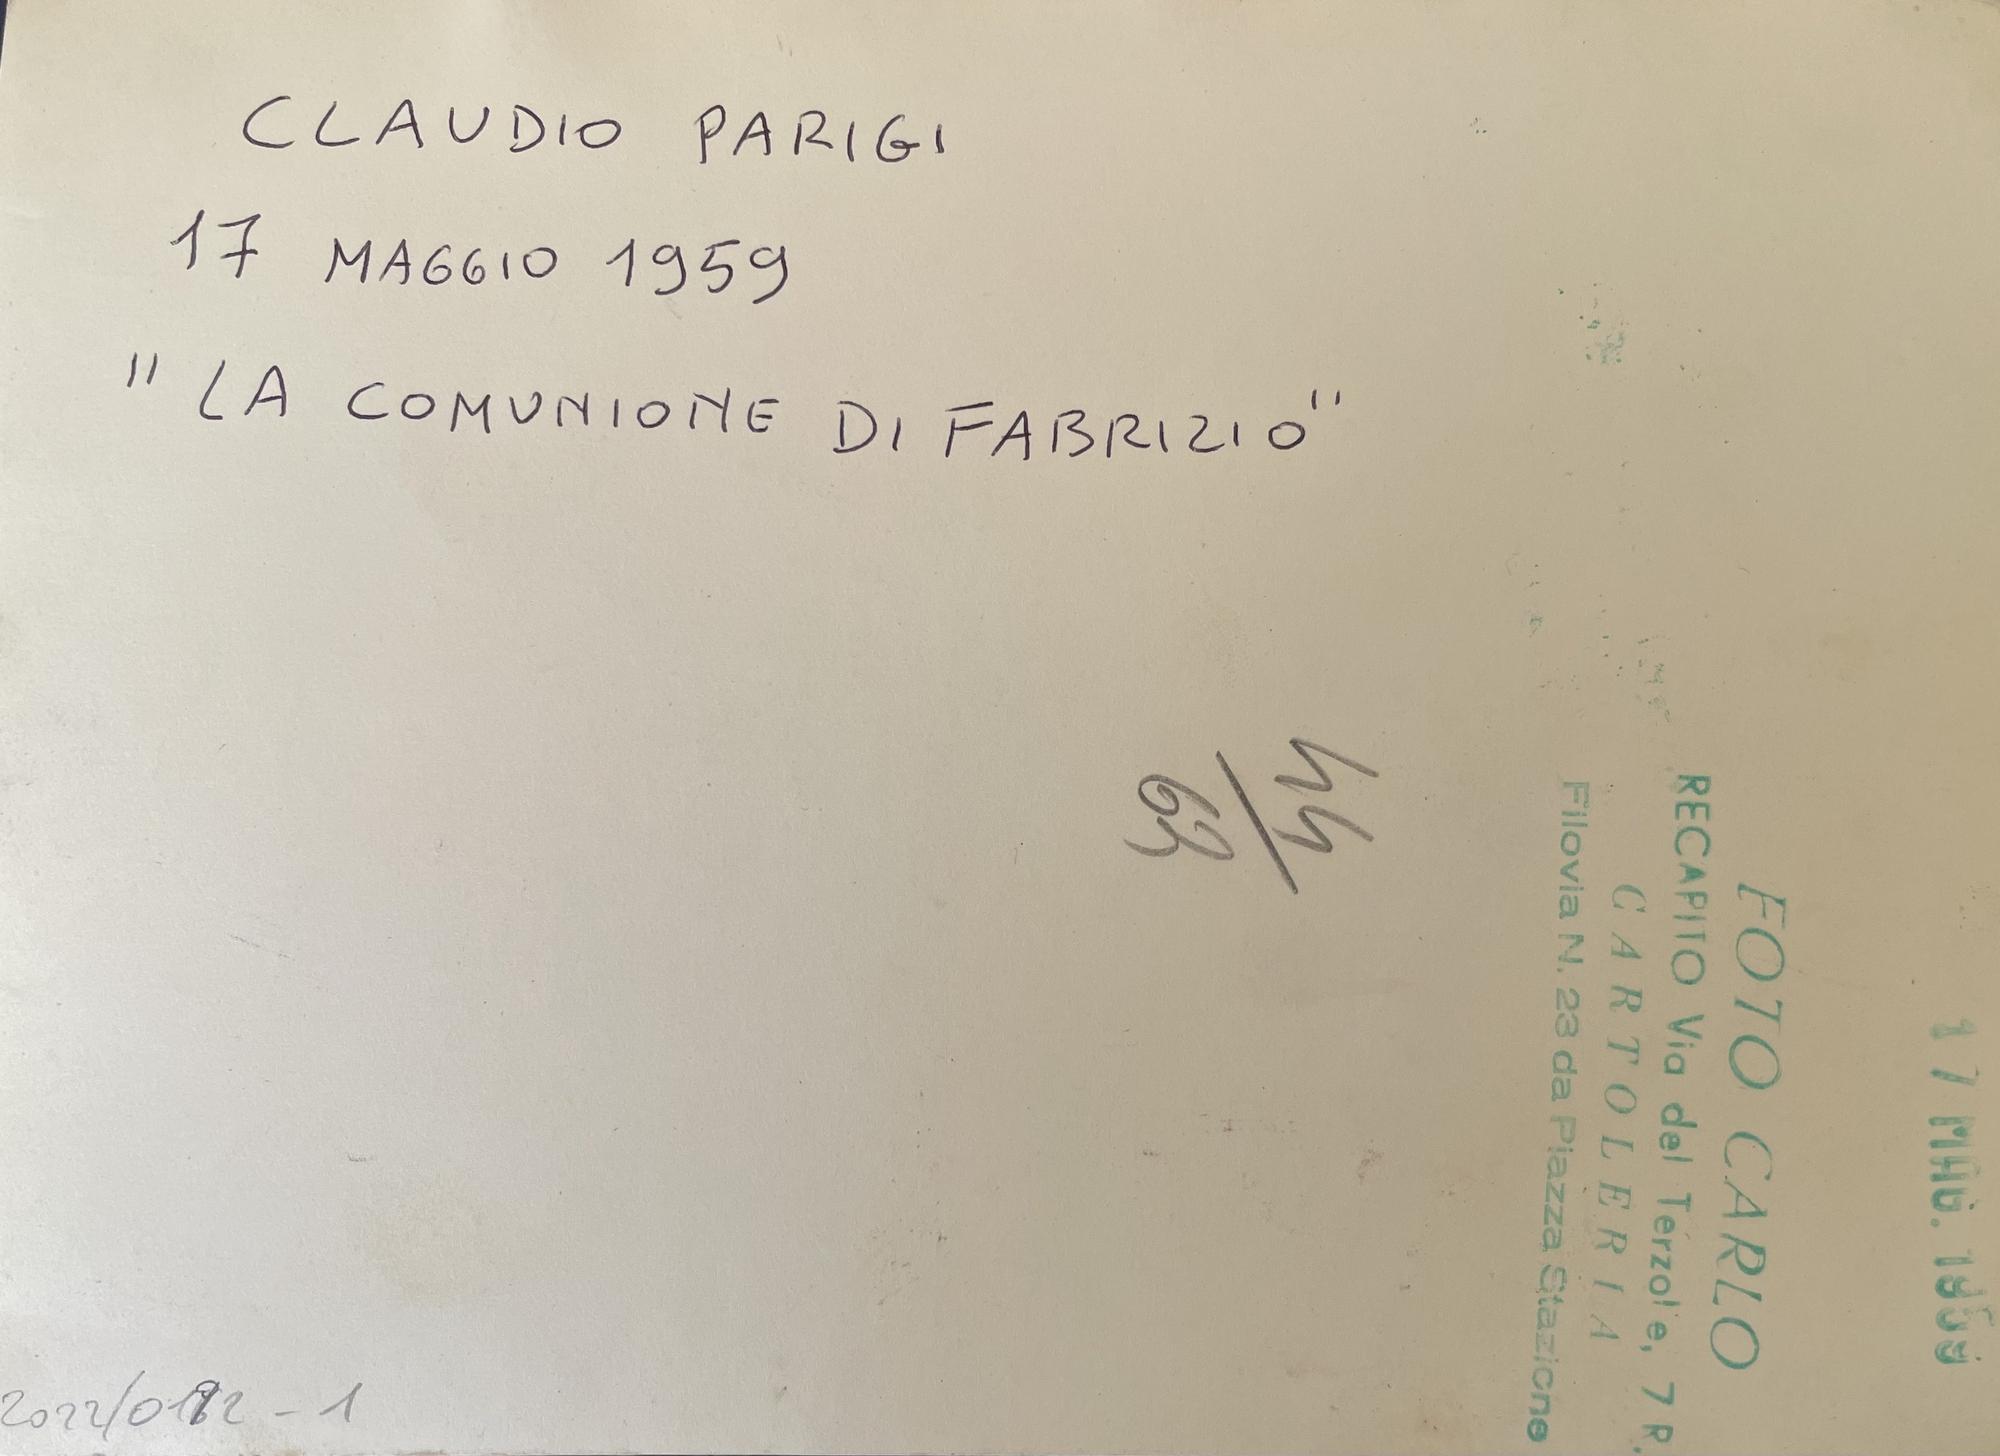 CLAUDIO PARIGI
17 MAGGIO 1959
"LA COMUNIONE DI FABRIZIO"
44/63
17 MAG. 1959
FOTO CARLO
RECAPITO Via del Terzolle, 7 R.
CARTOLERIA
Filovia N. 28 da Piazza Stazione